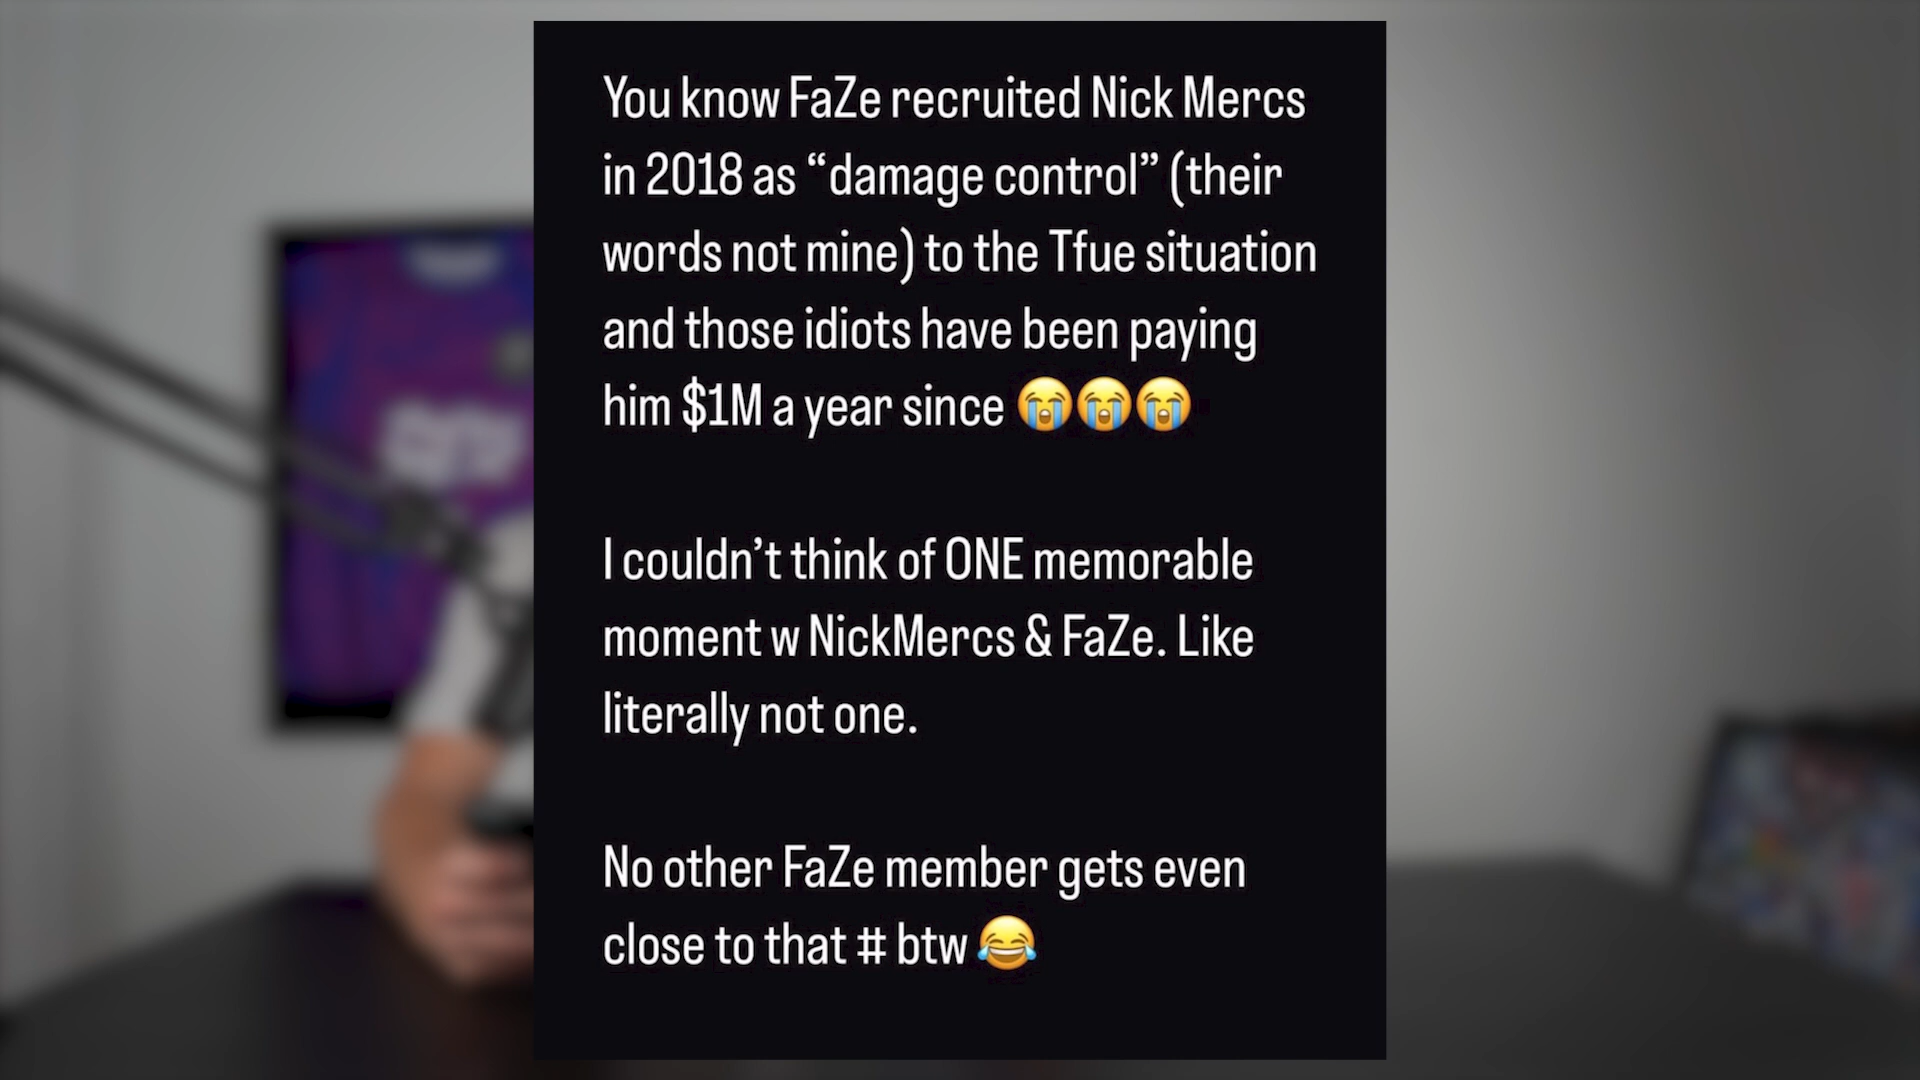 You know FaZe recruited Nick Mercs
in 2018 as “damage control” (their
words not mine) to the Tfue situation
and those idiots have been paying
him $1M a year since 😭😭😭
I couldn’t think of ONE memorable
moment w NickMercs & FaZe. Like
literally not one.
No other FaZe member gets even
close to that # btw 😂